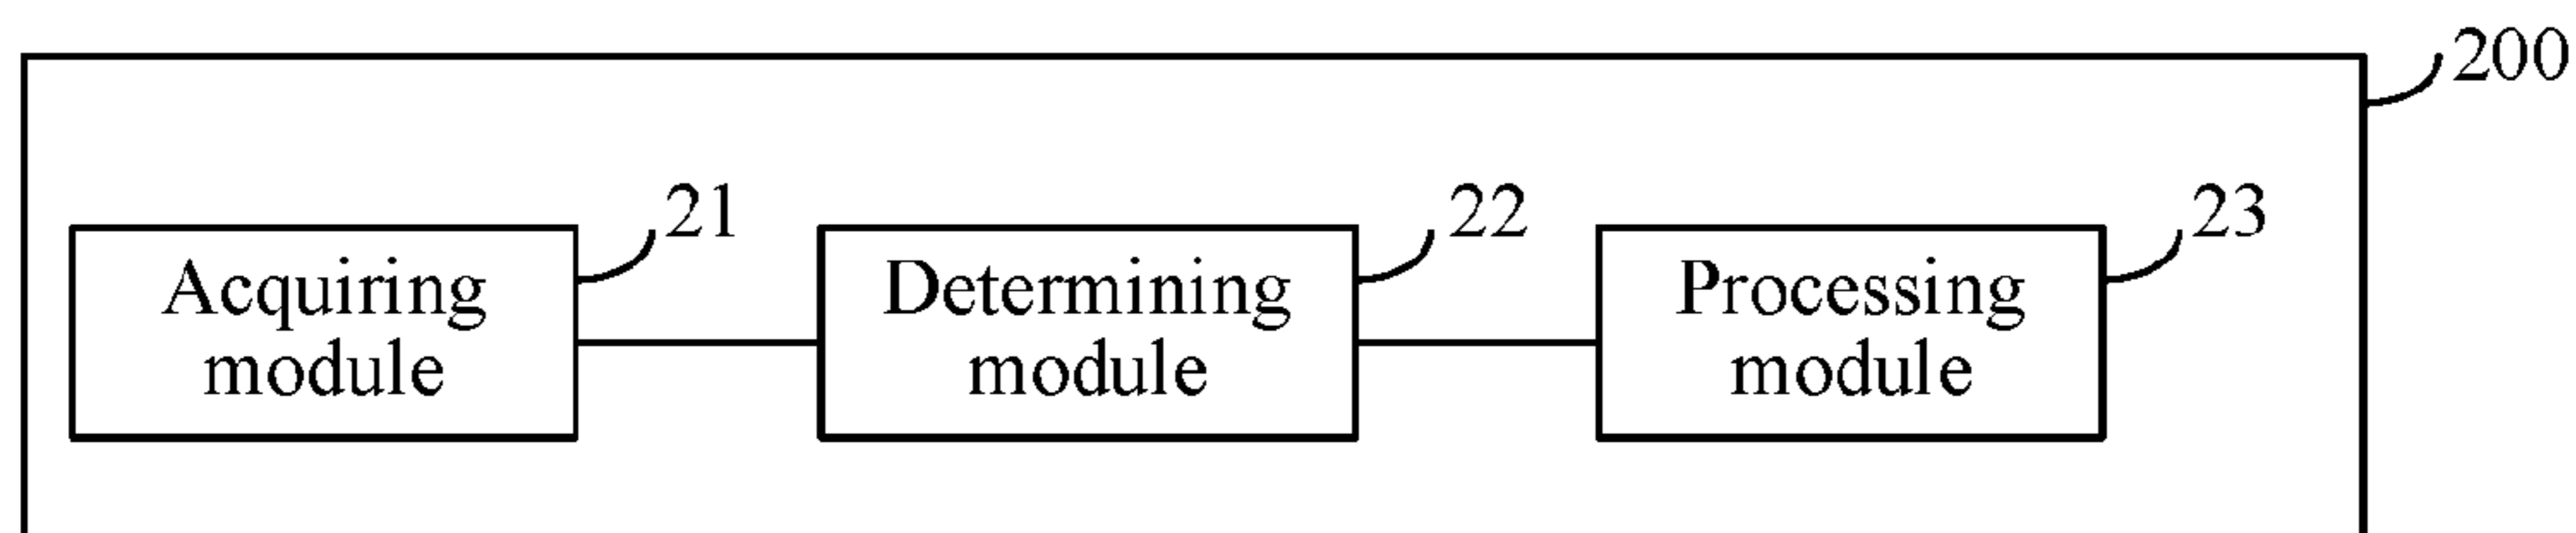 200
21
22
23
Acquiring
module
Determining
module
Processing
module